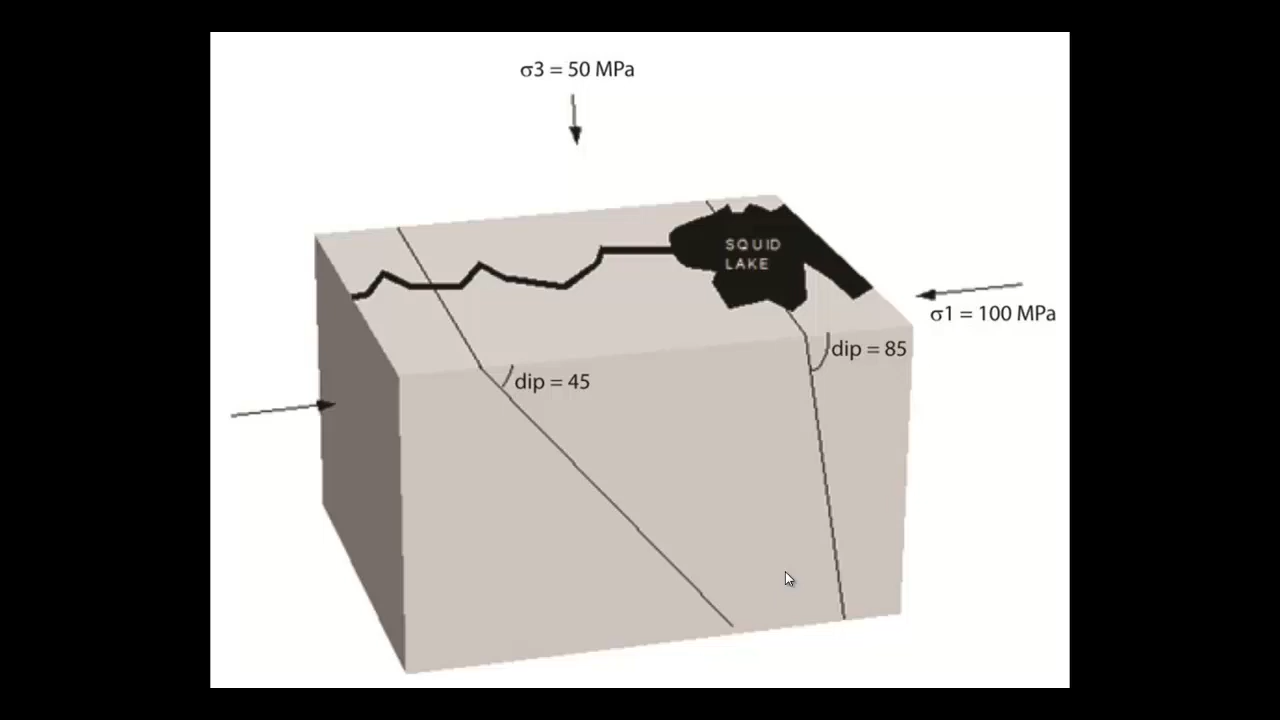 σ3 = 50 MPa
SQUID
LAKE
σ1 = 100 MPa
dip = 85
dip = 45